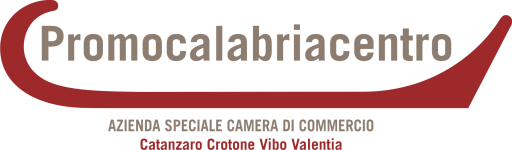 Promocalabriacentro
AZIENDA SPECIALE CAMERA DI COMMERCIO
Catanzaro Crotone Vibo Valentia